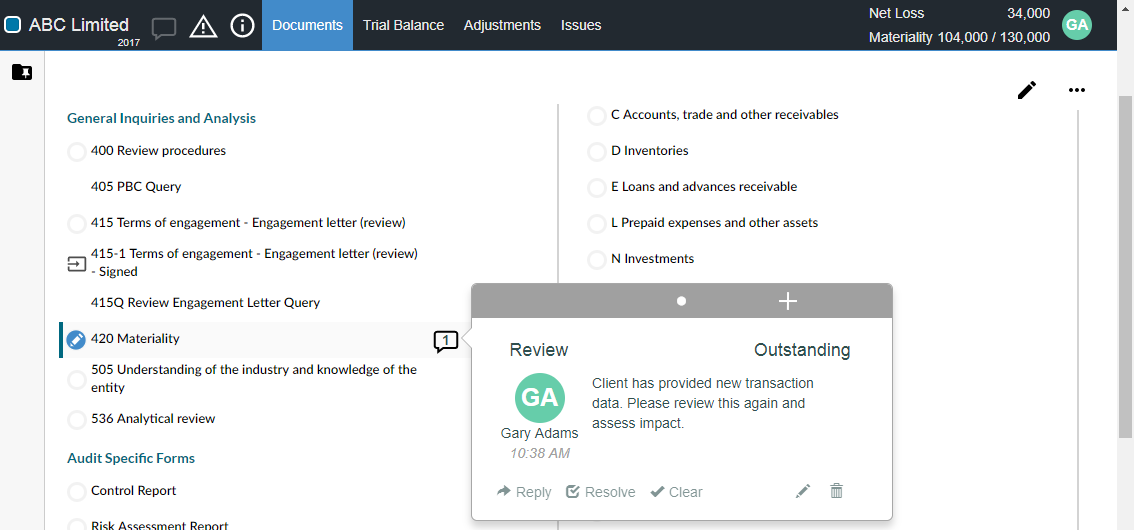 ABC Limited
2017
Documents
Trial Balance
Adjustments
Issues
Net Loss 34,000
Materiality 104,000 / 130,000
GA
General Inquiries and Analysis
400 Review procedures
405 PBC Query
415 Terms of engagement - Engagement letter (review)
415-1 Terms of engagement - Engagement letter (review)
- Signed
415Q Review Engagement Letter Query
420 Materiality
1
505 Understanding of the industry and knowledge of the
entity
536 Analytical review
Audit Specific Forms
Control Report
Risk Assessment Report
C Accounts, trade and other receivables
D Inventories
E Loans and advances receivable
L Prepaid expenses and other assets
N Investments
Review Outstanding
GA
Gary Adams
10:38 AM
Client has provided new transaction
data. Please review this again and
assess impact.
Reply Resolve Clear